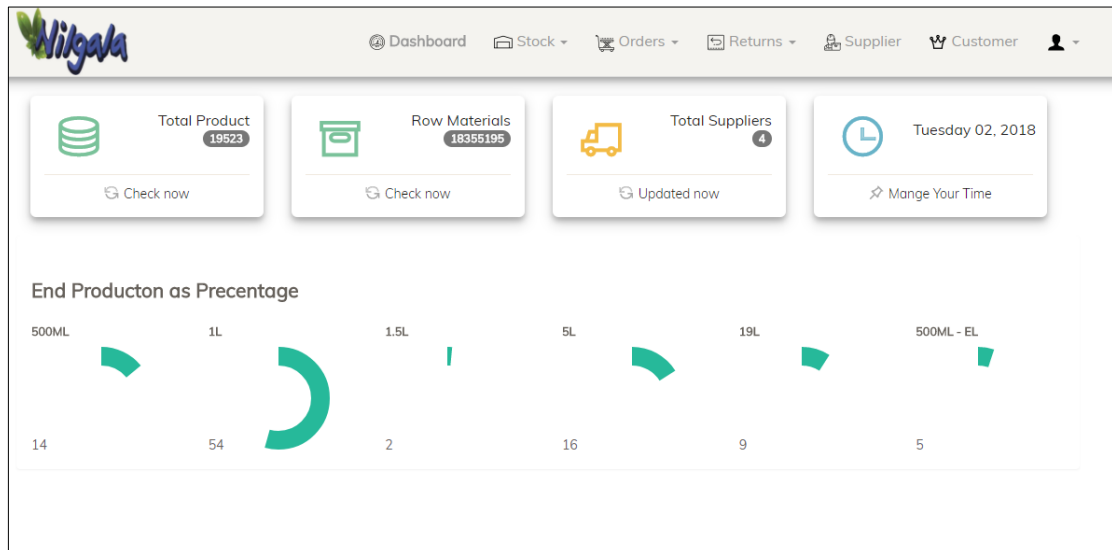 Nilgala
Dashboard Stock Orders Returns Supplier Customer
Total Product
19523
Check now
Row Materials
18355195
Check now
Total Suppliers
4
Updated now
Tuesday 02, 2018
Mange Your Time
End Producton as Precentage
500ML 1L 1.5L 5L 19L 500ML - EL
14 54 2 16 9 5